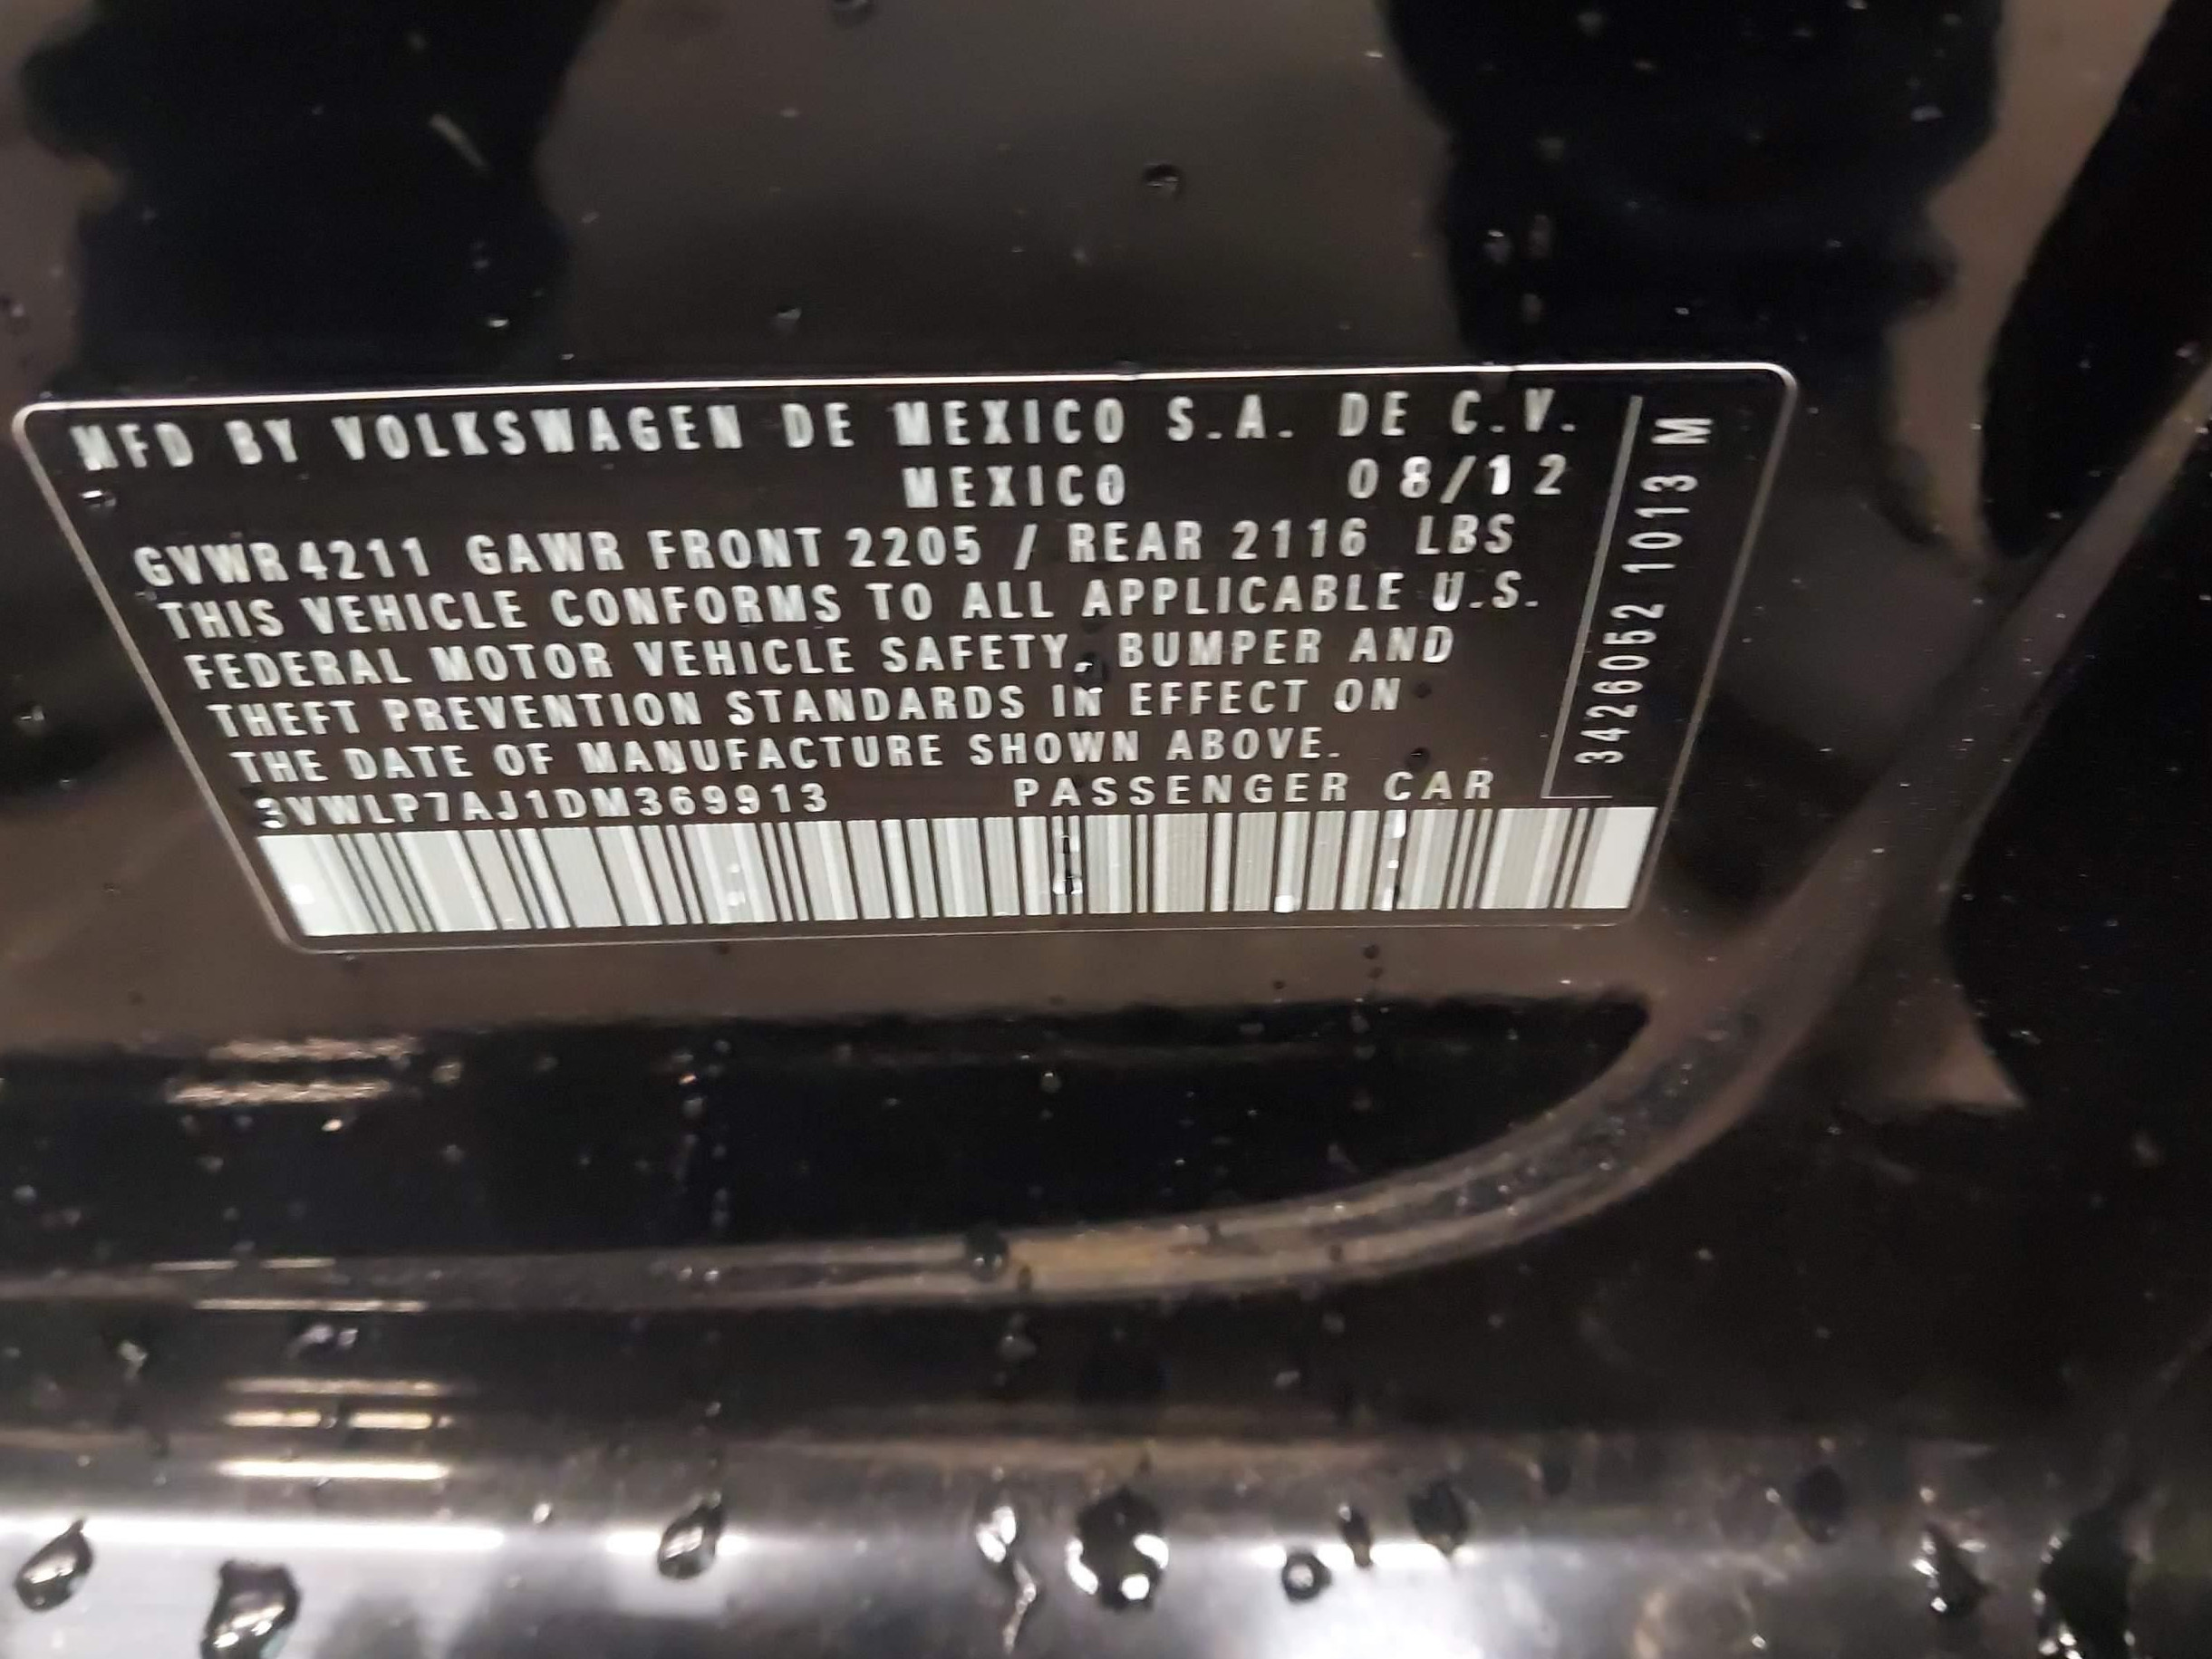 MFD BY VOLKSWAGEN DE MEXICO S.A. DE C.V.
MEXICO 08/12
GVWR4211 GAWR FRONT 2205 / REAR 2116 LBS
THIS VEHICLE CONFORMS TO ALL APPLICABLE U.S.
FEDERAL MOTOR VEHICLE SAFETY, BUMPER AND
THEFT PREVENTION STANDARDS IN EFFECT ON
THE DATE OF MANUFACTURE SHOWN ABOVE.
3VWLP7AJ1DM369913 PASSENGER CAR
3426052 1013 M